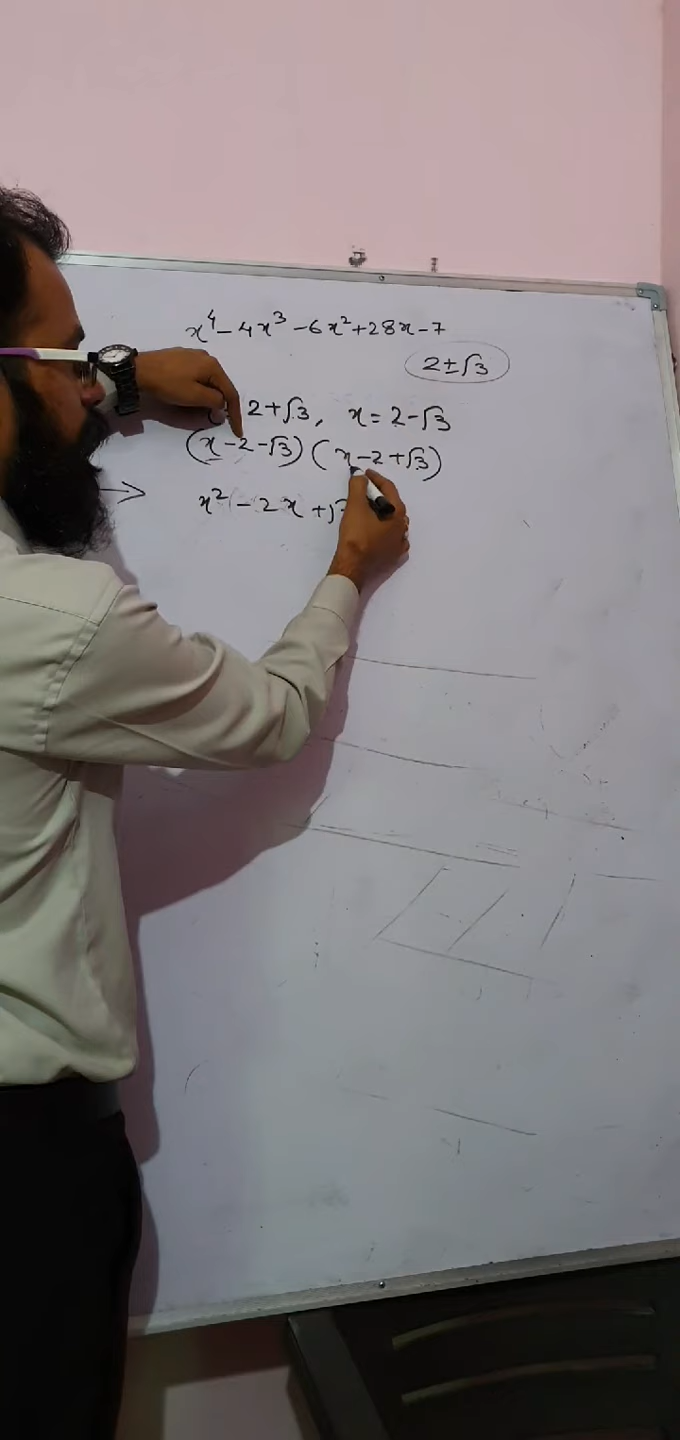 x⁴ - 4x³ - 6x² + 28x - 7
2 ± √3
2 + √3, x = 2 - √3
(x - 2 - √3) (x - 2 + √3)
→ x² - 2x +